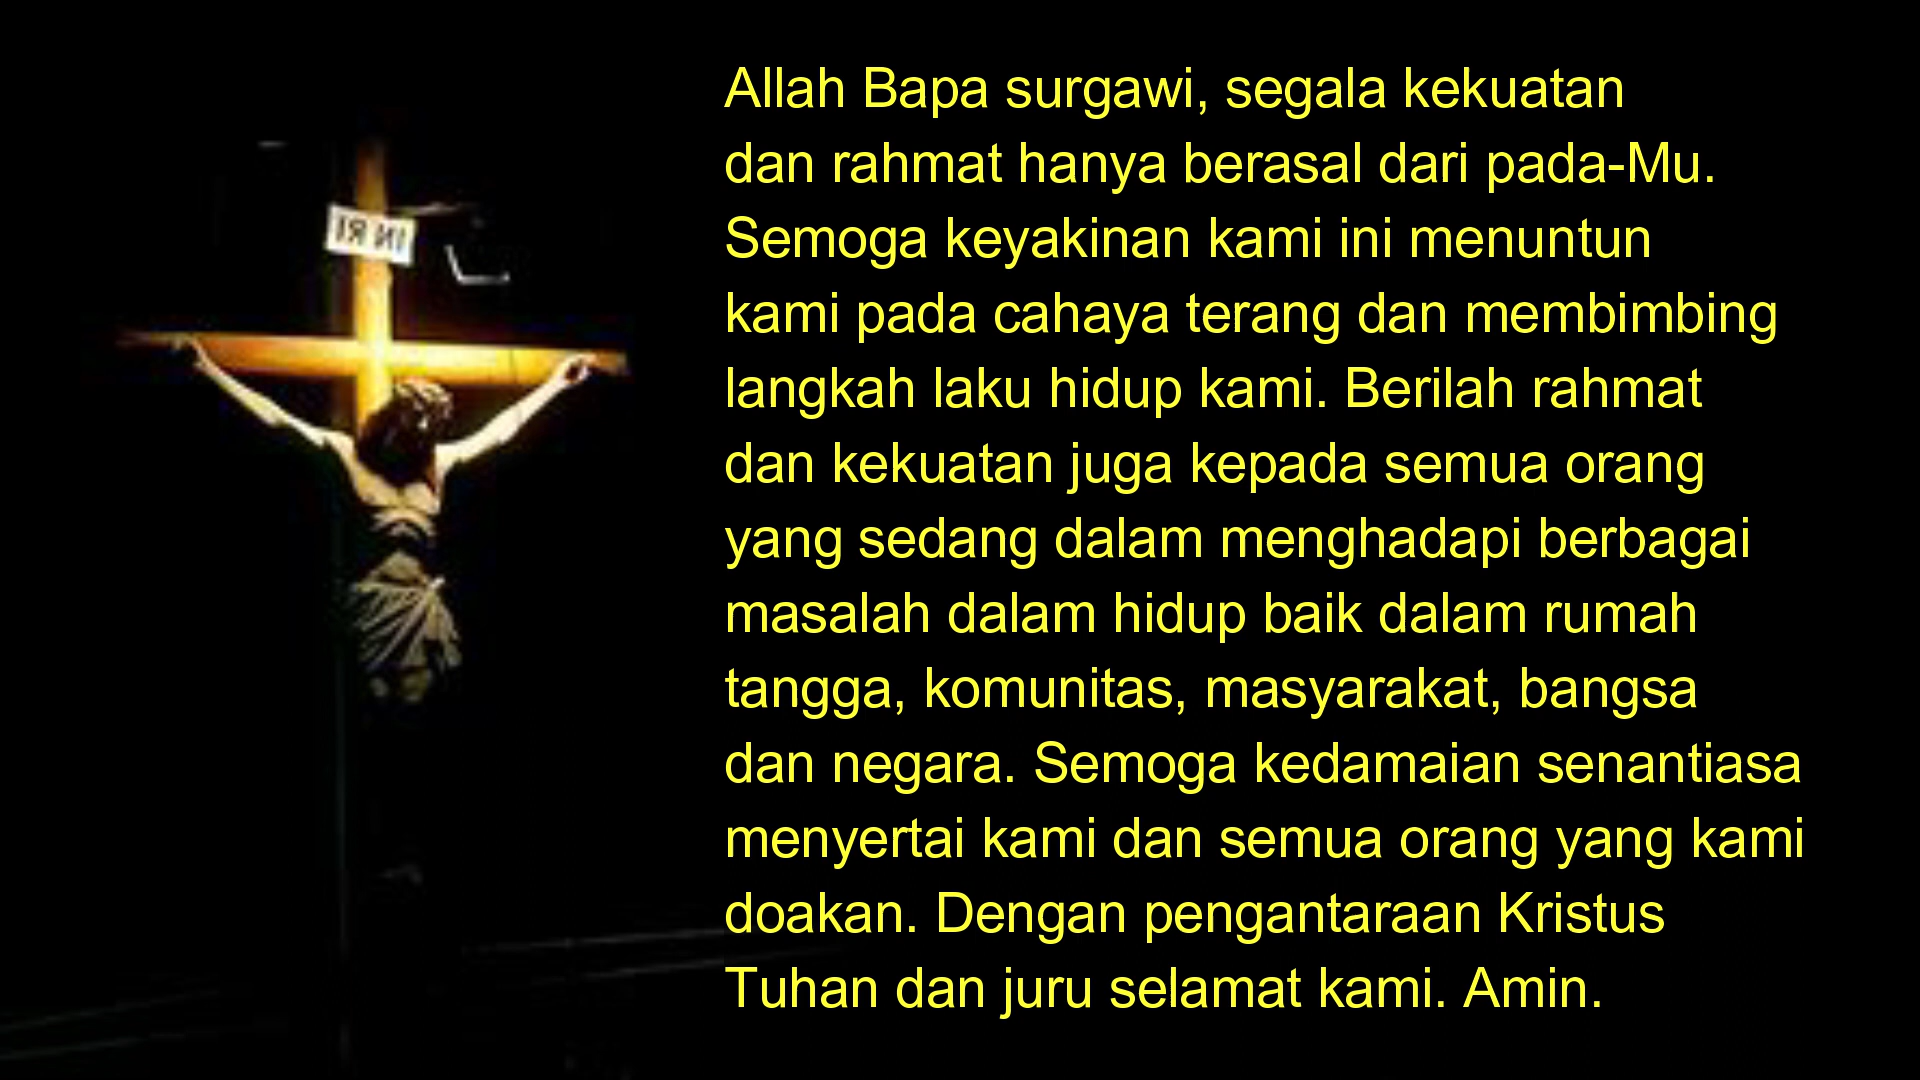 IN RI
Allah Bapa surgawi, segala kekuatan
dan rahmat hanya berasal dari pada-Mu.
Semoga keyakinan kami ini menuntun
kami pada cahaya terang dan membimbing
langkah laku hidup kami. Berilah rahmat
dan kekuatan juga kepada semua orang
yang sedang dalam menghadapi berbagai
masalah dalam hidup baik dalam rumah
tangga, komunitas, masyarakat, bangsa
dan negara. Semoga kedamaian senantiasa
menyertai kami dan semua orang yang kami
doakan. Dengan pengantaraan Kristus
Tuhan dan juru selamat kami. Amin.